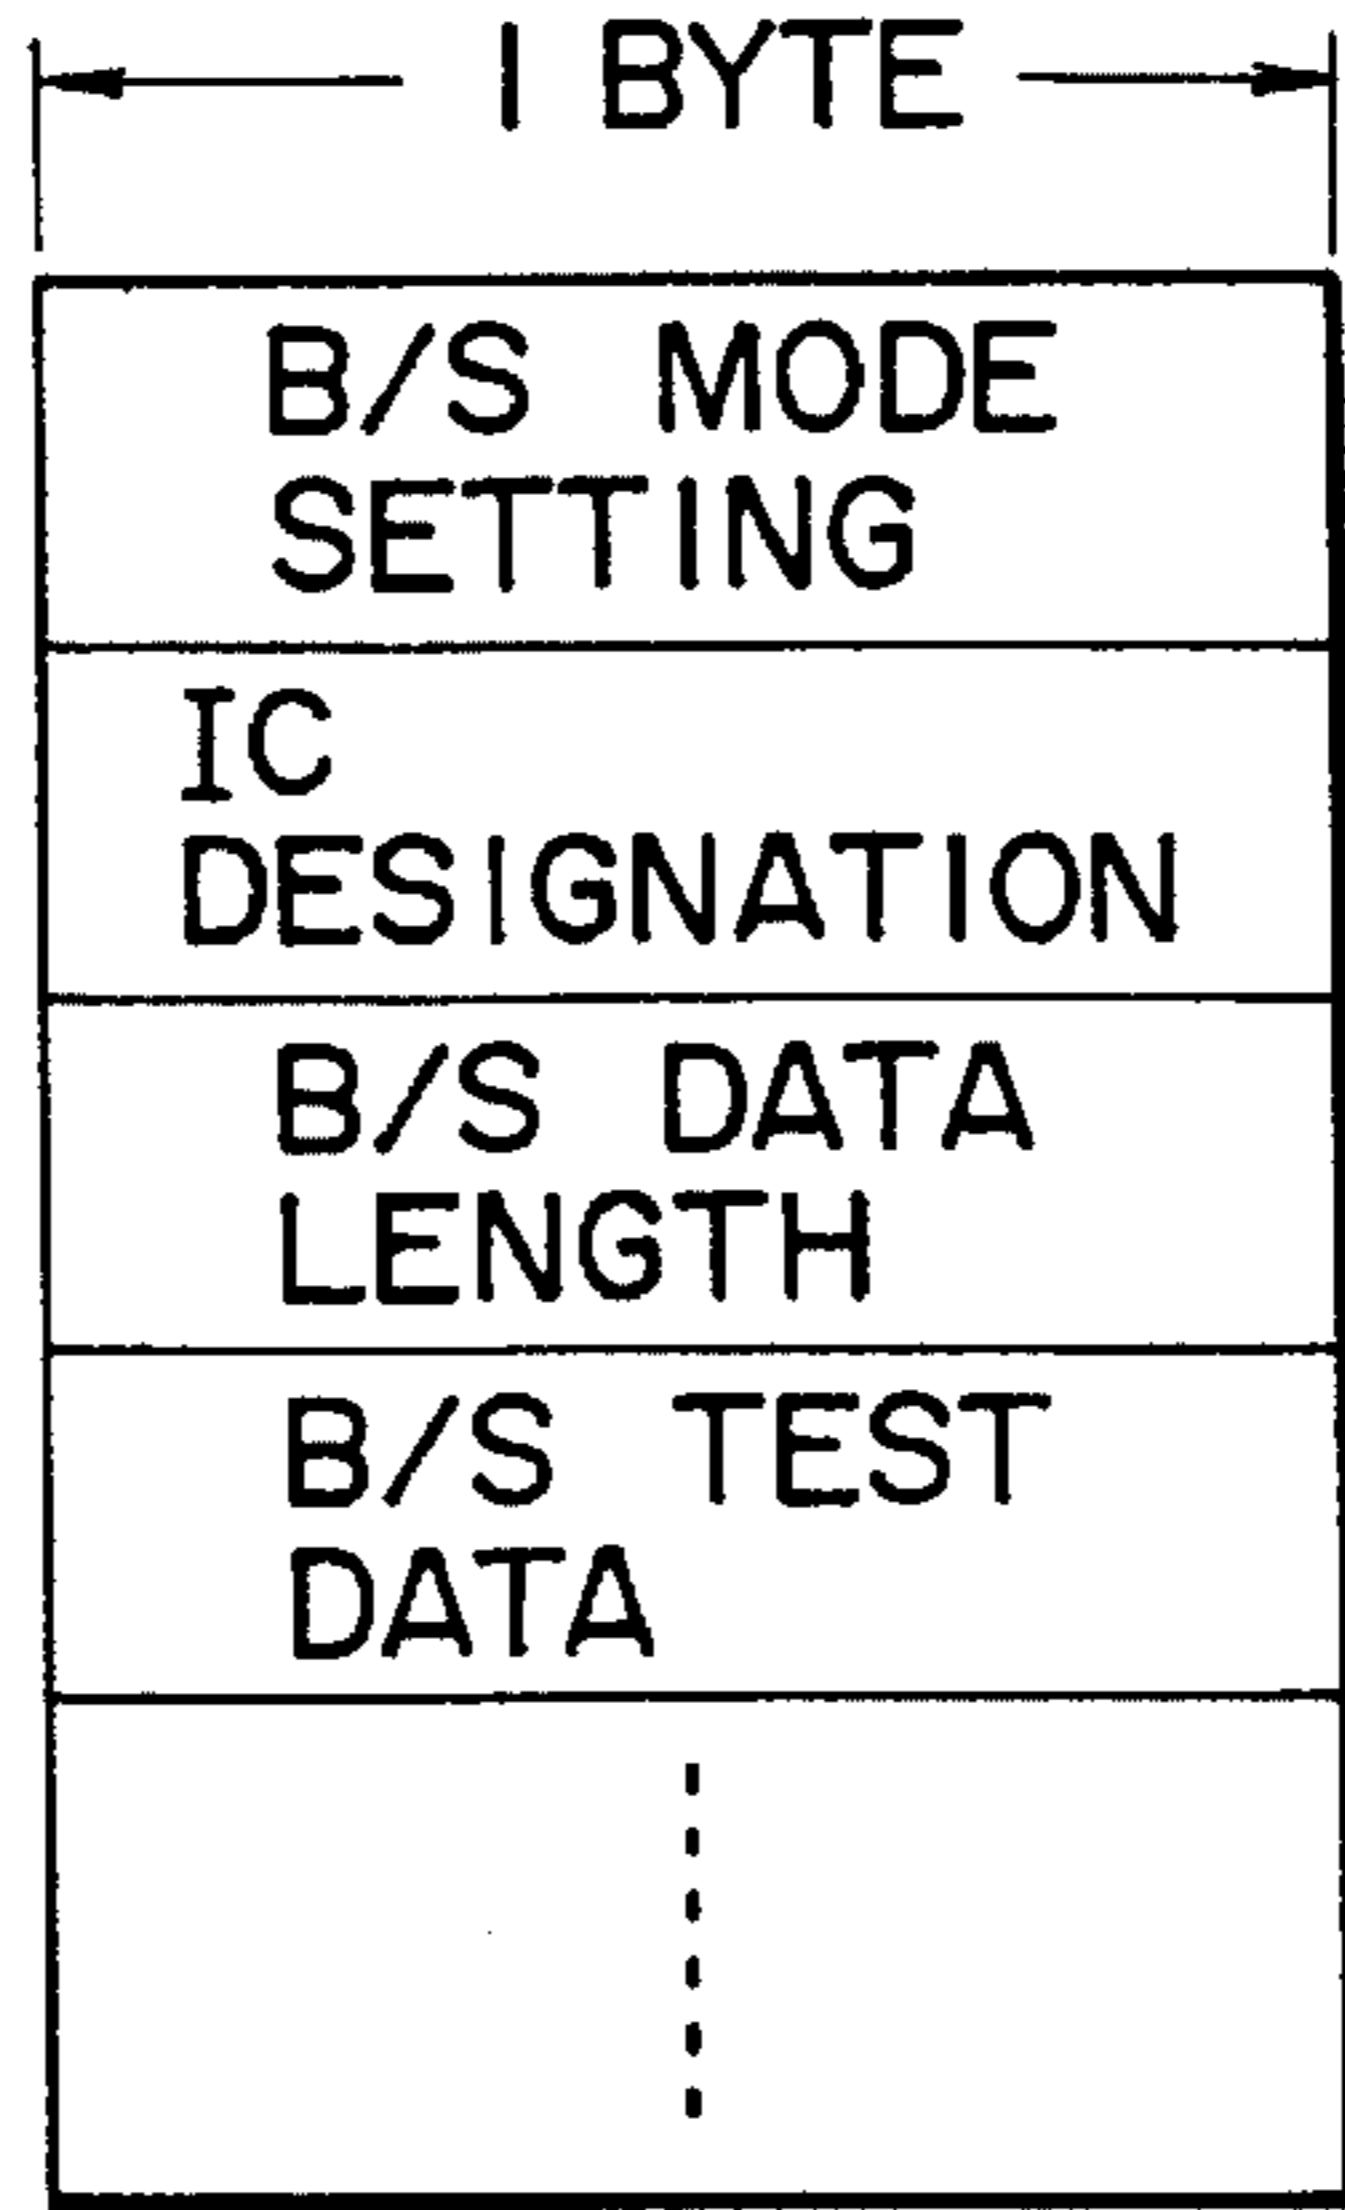 1 BYTE
B/S MODE
SETTING
IC
DESIGNATION
B/S DATA
LENGTH
B/S TEST
DATA